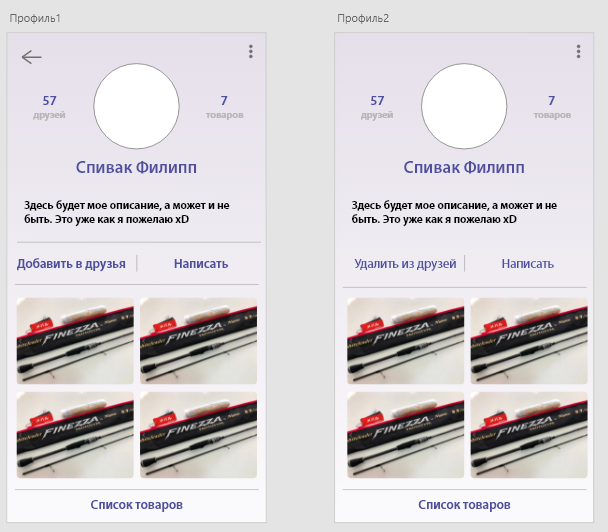 Профиль1
57
друзей
7
товаров
Спивак Филипп
Здесь будет мое описание, а может и не
быть. Это уже как я пожелаю xD
Добавить в друзья
Написать
FINEZZA
FINEZZA
FINEZZA
FINEZZA
Список товаров
Профиль2
57
друзей
7
товаров
Спивак Филипп
Здесь будет мое описание, а может и не
быть. Это уже как я пожелаю xD
Удалить из друзей
Написать
FINEZZA
FINEZZA
FINEZZA
FINEZZA
Список товаров